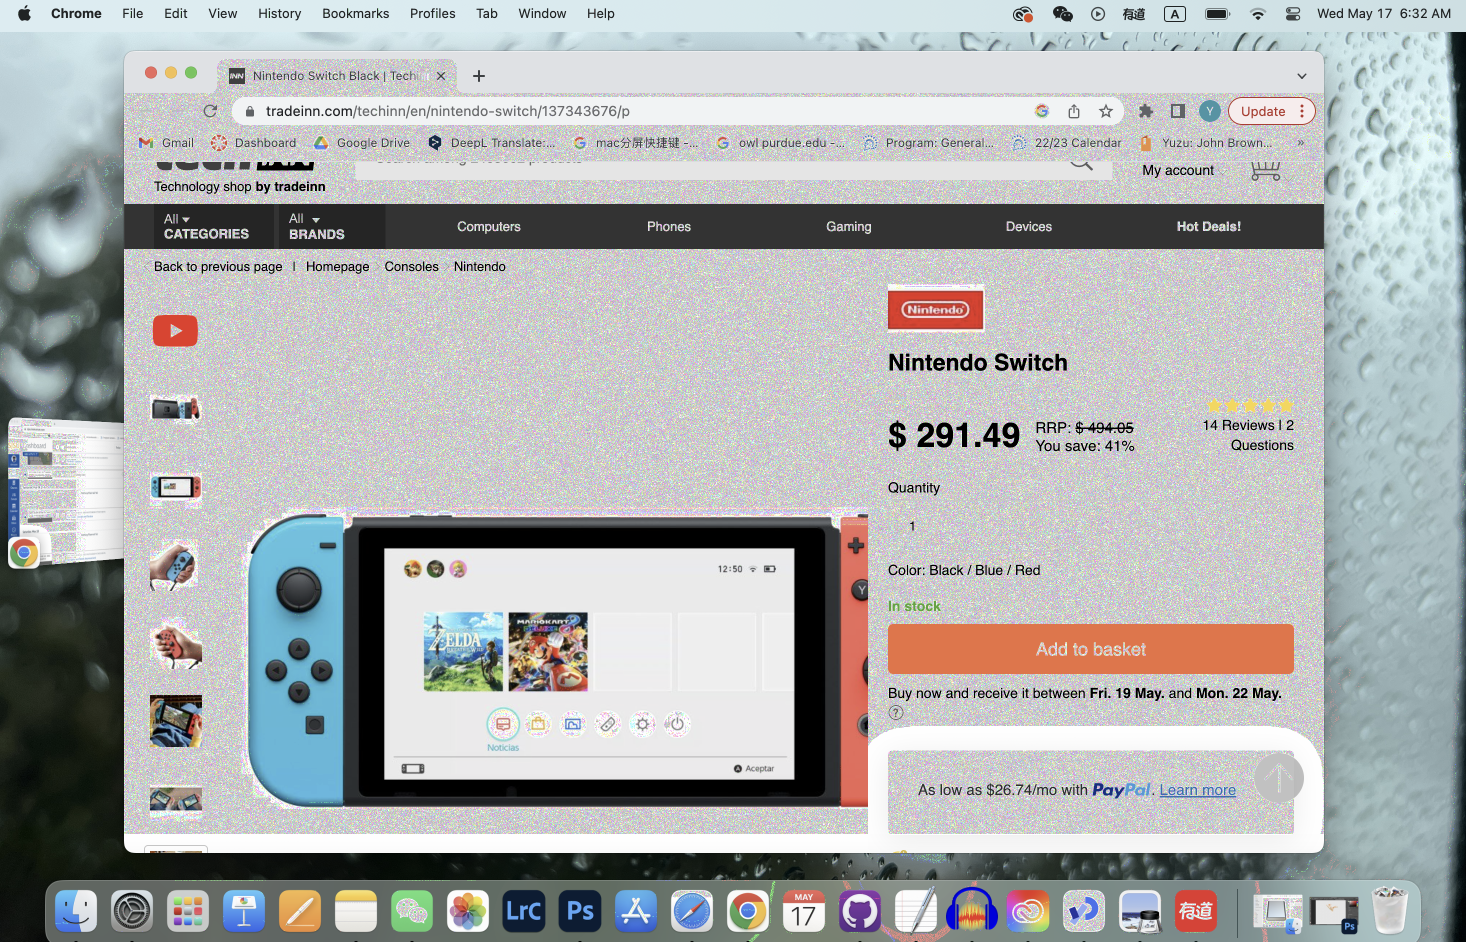 Chrome File Edit View History Bookmarks Profiles Tab Window Help
有道 A Wed May 17 6:32 AM
INN Nintendo Switch Black | Techi
tradeinn.com/techinn/en/nintendo-switch/137343676/p
Y Update
Gmail Dashboard Google Drive DeepL Translate:... mac分屏快捷键 -... owl purdue.edu -... Program: General... 22/23 Calendar Yuzu: John Brown... »
Technology shop by tradeinn
My account
All CATEGORIES
All BRANDS
Computers Phones Gaming Devices Hot Deals!
Back to previous page | Homepage Consoles Nintendo
Nintendo
Nintendo Switch
$ 291.49
RRP: $ 494.05
You save: 41%
14 Reviews | 2
Questions
Quantity
1
Color: Black / Blue / Red
In stock
Add to basket
Buy now and receive it between Fri. 19 May. and Mon. 22 May.
?
As low as $26.74/mo with PayPal. Learn more
12:50
ZELDA
MARIOKART
Noticias
A Aceptar
Y
LrC Ps MAY 17 有道 Ps